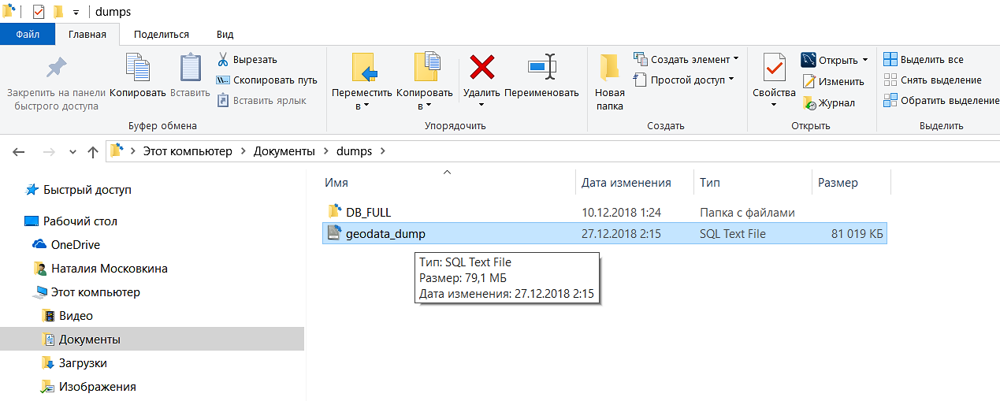 dumps
Файл Главная Поделиться Вид
Закрепить на панели быстрого доступа
Копировать
Вставить
Вырезать
Скопировать путь
Вставить ярлык
Буфер обмена
Переместить в
Копировать в
Удалить
Переименовать
Упорядочить
Новая папка
Создать элемент
Простой доступ
Создать
Свойства
Открыть
Изменить
Журнал
Открыть
Выделить все
Снять выделение
Обратить выделение
Выделить
Этот компьютер Документы dumps
Быстрый доступ
Рабочий стол
OneDrive
Наталия Московкина
Этот компьютер
Видео
Документы
Загрузки
Изображения
Имя Дата изменения Тип Размер
DB_FULL 10.12.2018 1:24 Папка с файлами
geodata_dump 27.12.2018 2:15 SQL Text File 81 019 КБ
Тип: SQL Text File
Размер: 79,1 МБ
Дата изменения: 27.12.2018 2:15